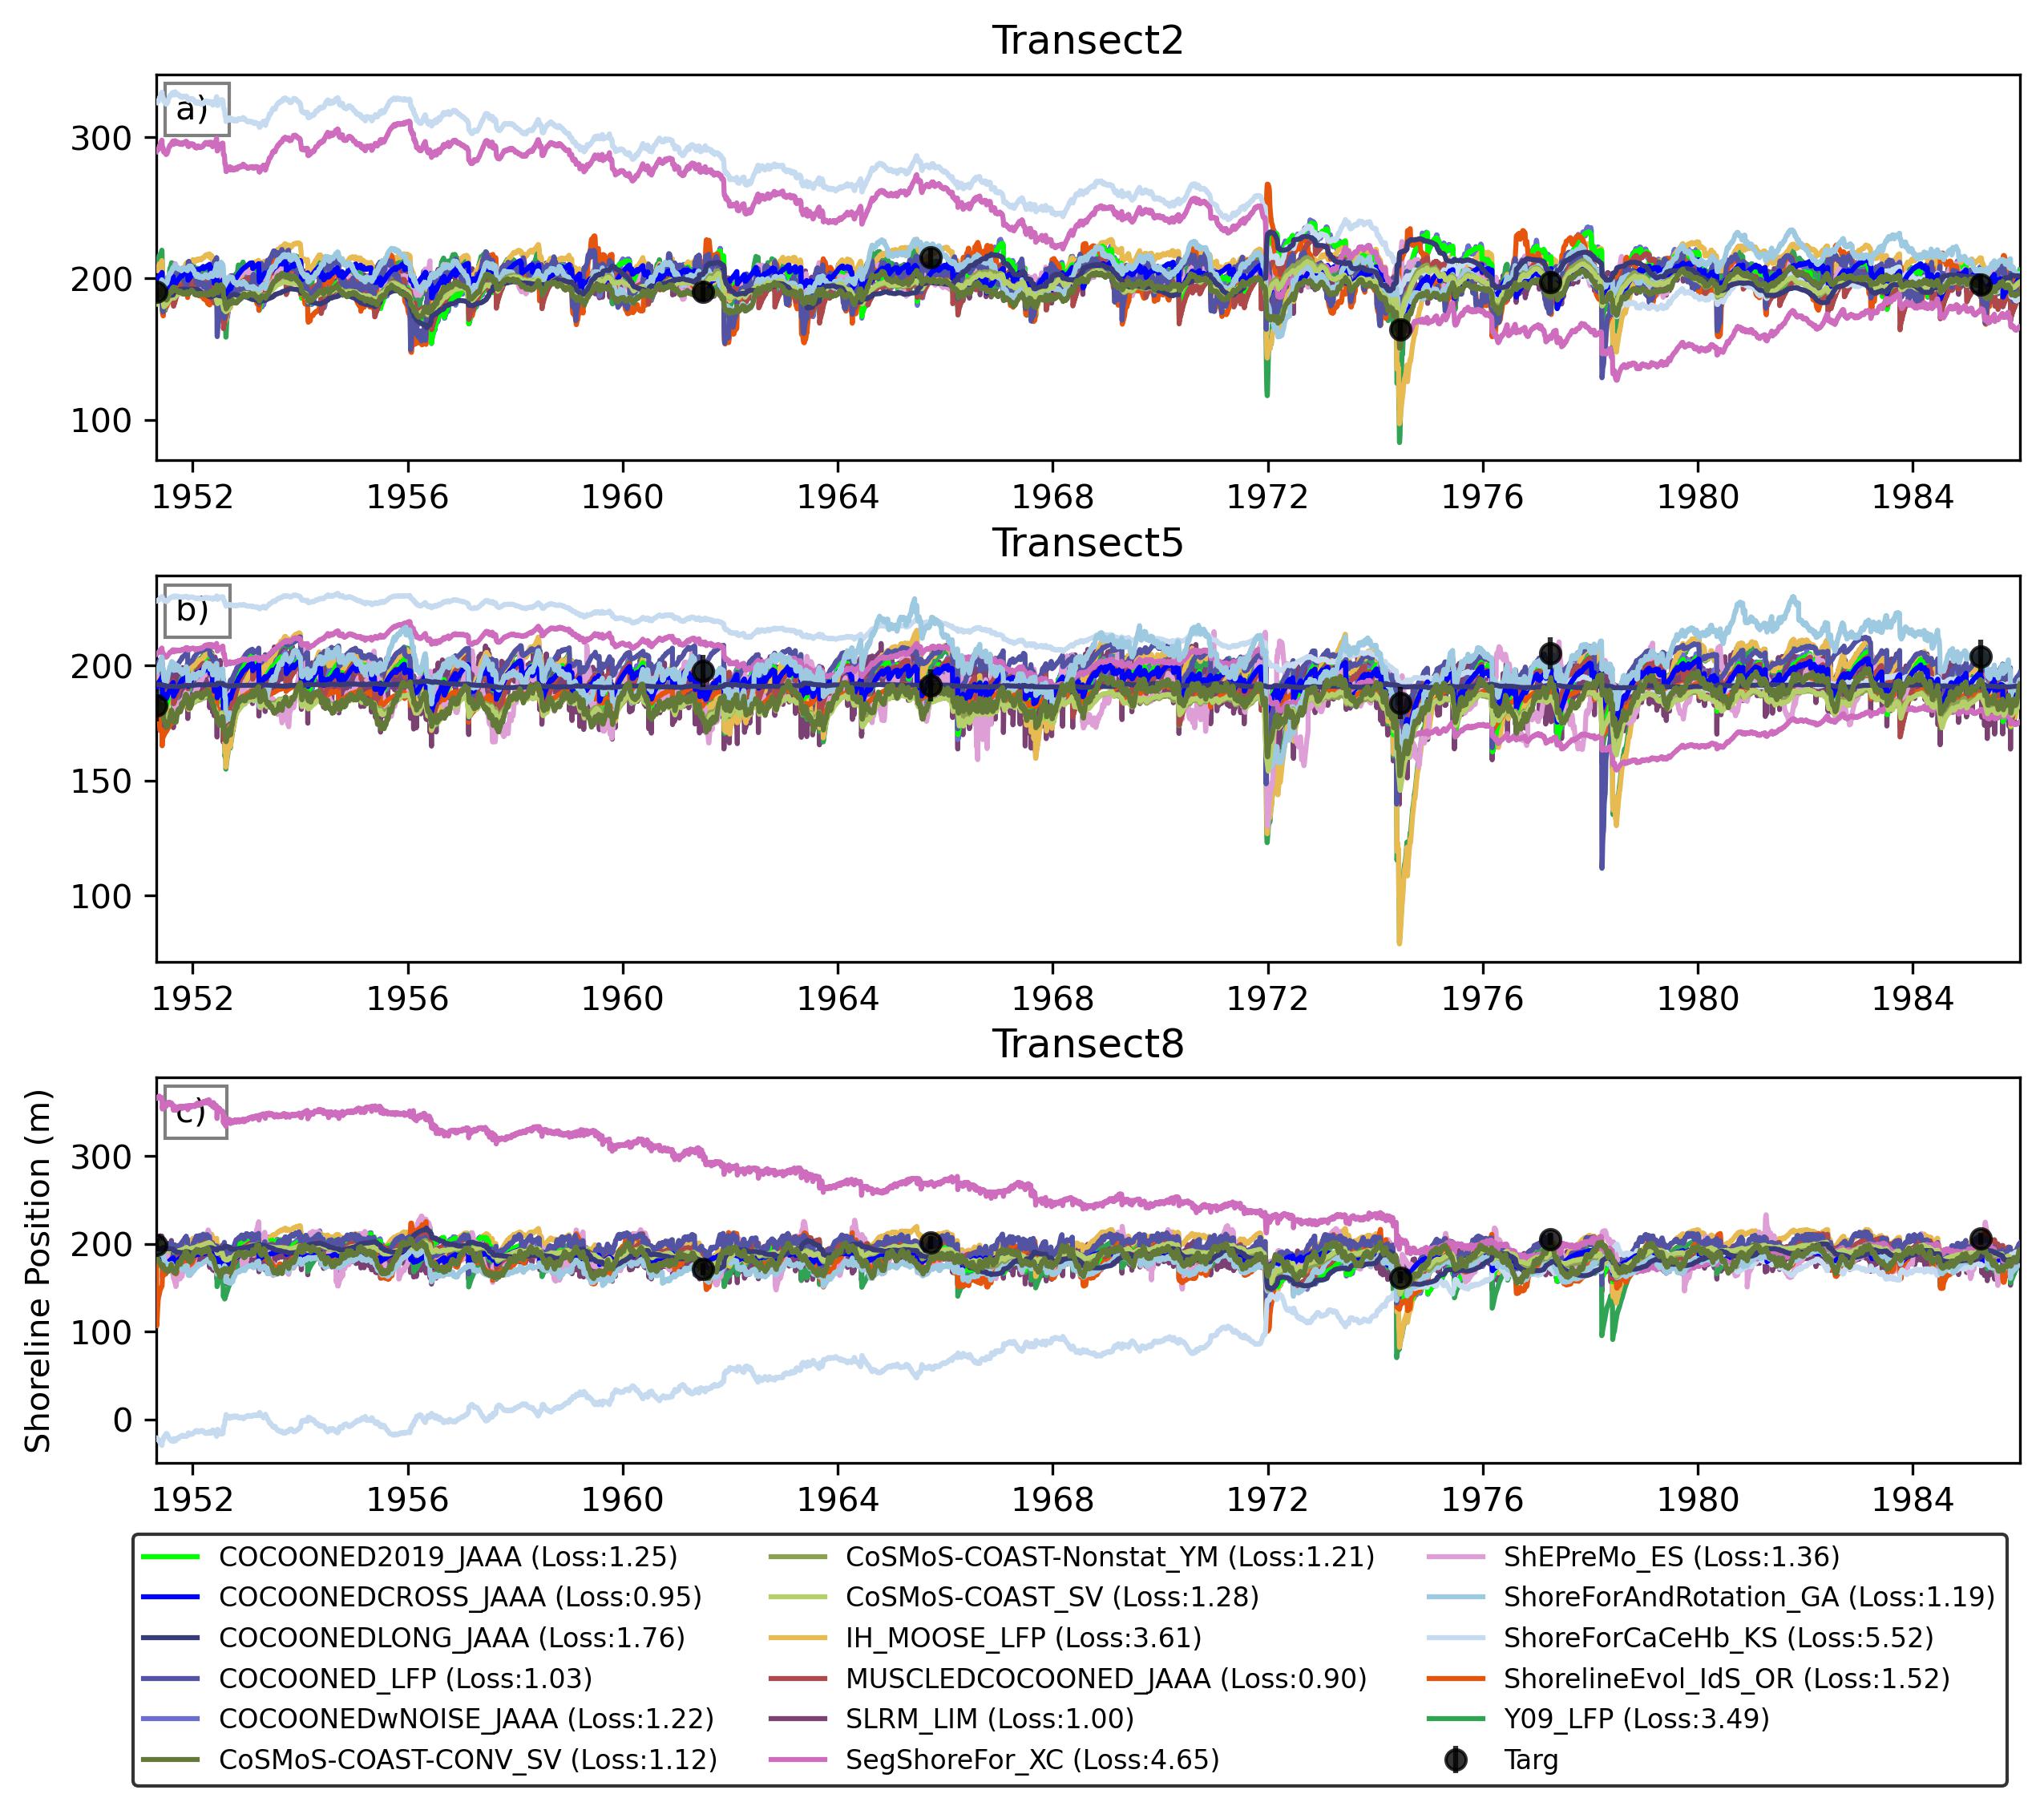 Transect2
a)
300
200
100
1952 1956 1960 1964 1968 1972 1976 1980 1984
Transect5
b)
200
150
100
1952 1956 1960 1964 1968 1972 1976 1980 1984
Transect8
c)
Shoreline Position (m)
300
200
100
0
1952 1956 1960 1964 1968 1972 1976 1980 1984
COCOONED2019_JAAA (Loss:1.25)
COCOONEDCROSS_JAAA (Loss:0.95)
COCOONEDLONG_JAAA (Loss:1.76)
COCOONED_LFP (Loss:1.03)
COCOONEDwNOISE_JAAA (Loss:1.22)
CoSMoS-COAST-CONV_SV (Loss:1.12)
CoSMoS-COAST-Nonstat_YM (Loss:1.21)
CoSMoS-COAST_SV (Loss:1.28)
IH_MOOSE_LFP (Loss:3.61)
MUSCLEDCOCOONED_JAAA (Loss:0.90)
SLRM_LIM (Loss:1.00)
SegShoreFor_XC (Loss:4.65)
ShEPreMo_ES (Loss:1.36)
ShoreForAndRotation_GA (Loss:1.19)
ShoreForCaCeHb_KS (Loss:5.52)
ShorelineEvol_IdS_OR (Loss:1.52)
Y09_LFP (Loss:3.49)
Targ